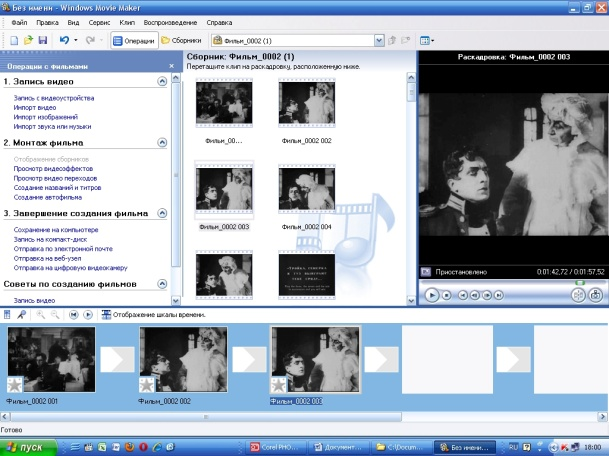 Без имени - Windows Movie Maker
Файл Правка Вид Сервис Клип Воспроизведение Справка
Операции Сборники Фильм_0002 (1)
Операции с фильмами
1. Запись видео
Запись с видеоустройства
Импорт видео
Импорт изображений
Импорт звука или музыки
2. Монтаж фильма
Отображение сборников
Просмотр видеоэффектов
Просмотр видео переходов
Создание названий и титров
Создание автофильма
3. Завершение создания фильма
Сохранение на компьютере
Запись на компакт-диск
Отправка по электронной почте
Отправка на веб-узел
Отправка на цифровую видеокамеру
Советы по созданию фильмов
Запись видео
Сборник: Фильм_0002 (1)
Перетащите клип на раскадровку, расположенную ниже.
Фильм_00... Фильм_0002 002
Фильм_0002 003 Фильм_0002 004
Раскадровка: Фильм_0002 003
Приостановлено 0:01:42,72 / 0:01:57,52
Отображение шкалы времени.
Фильм_0002 001 Фильм_0002 002 Фильм_0002 003
Готово
пуск Corel PHO... Документ... C:\Docum... Без имени... RU 18:00